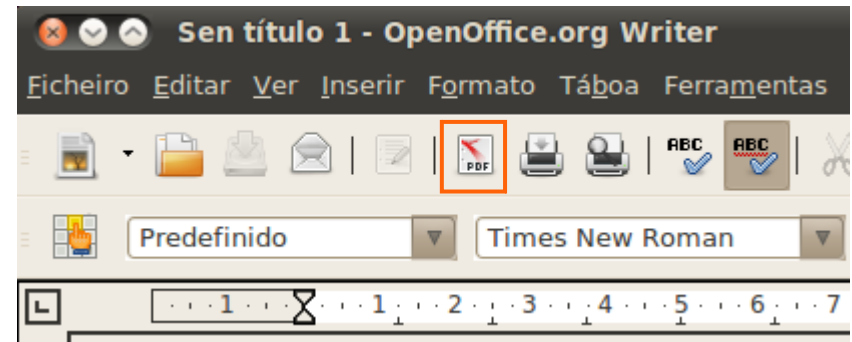 Sen título 1 - OpenOffice.org Writer
Ficheiro Editar Ver Inserir Formato Táboa Ferramentas
PDF ABC ABC
Predefinido Times New Roman
1 1 2 3 4 5 6 7